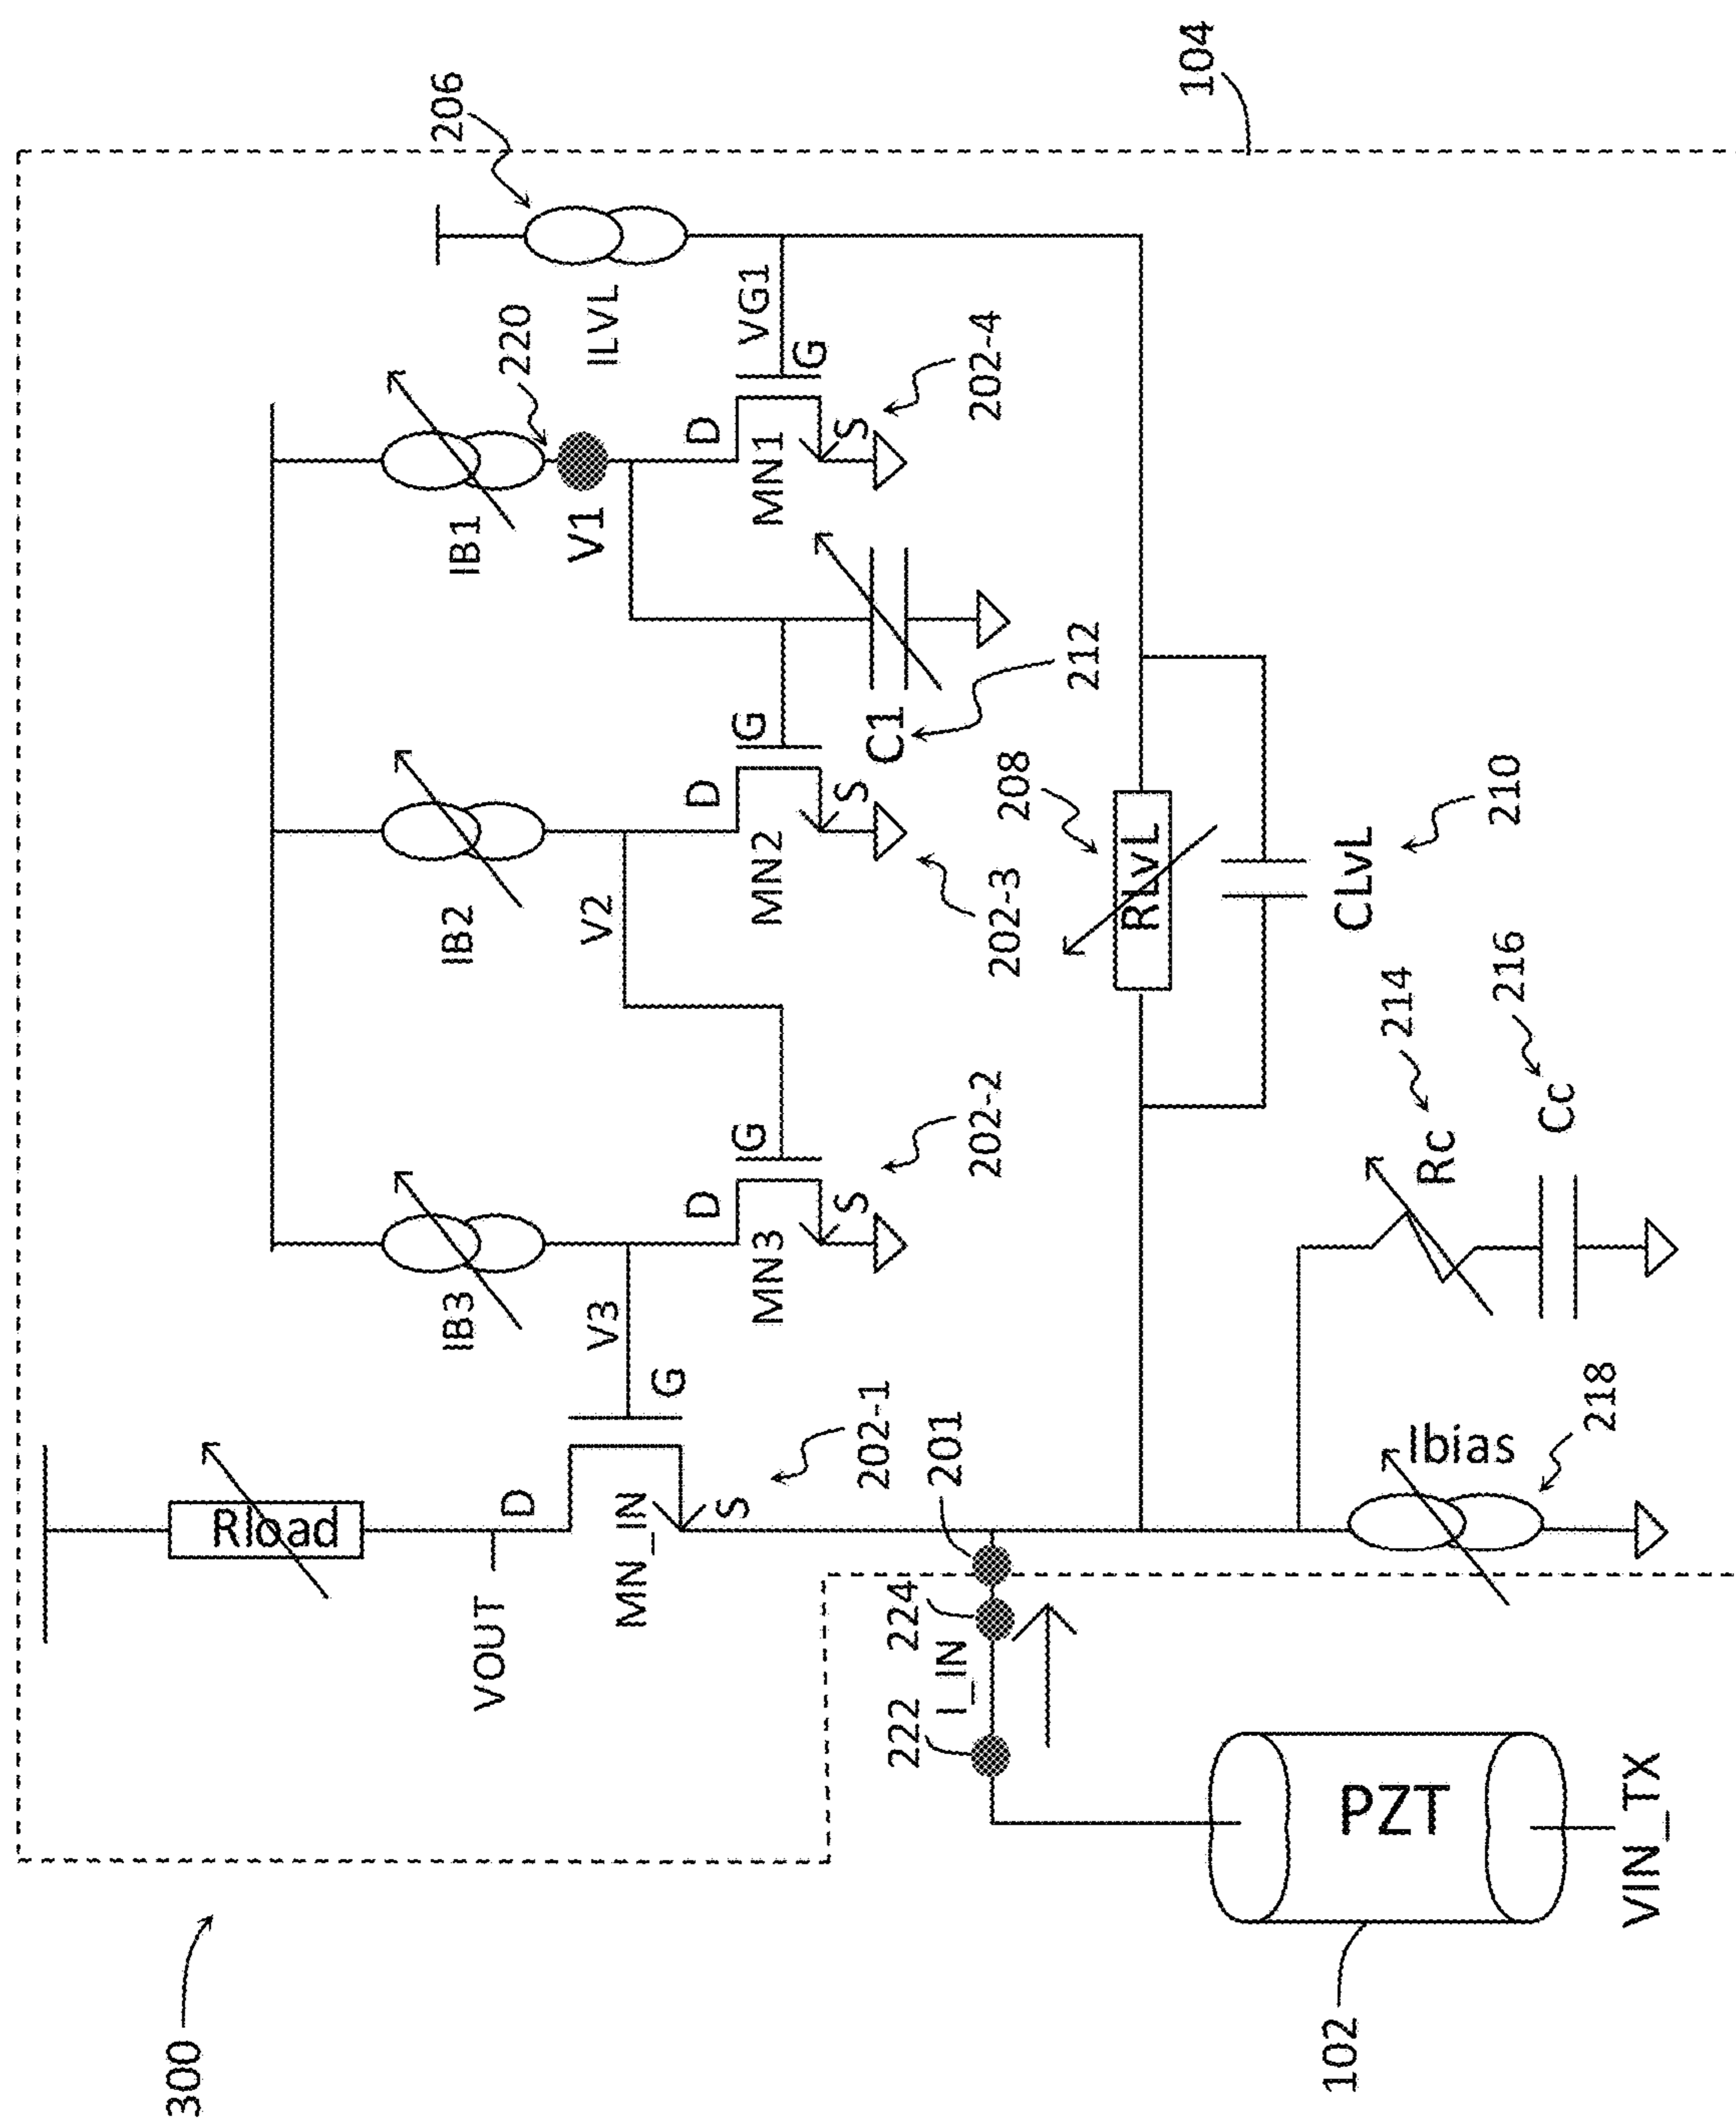 300
104
206
Rload
IB3
IB2
IB1
220
ILVL
VOUT
D
V3
V2
V1
VG1
G
MN_IN
S
D
G
MN3
S
D
G
MN2
S
D
G
MN1
S
202-1
202-2
202-3
202-4
C1
212
222
I_IN
224
201
208
RLvL
CLvL
210
102
PZT
VIN_TX
Ibias
218
Rc
214
Cc
216